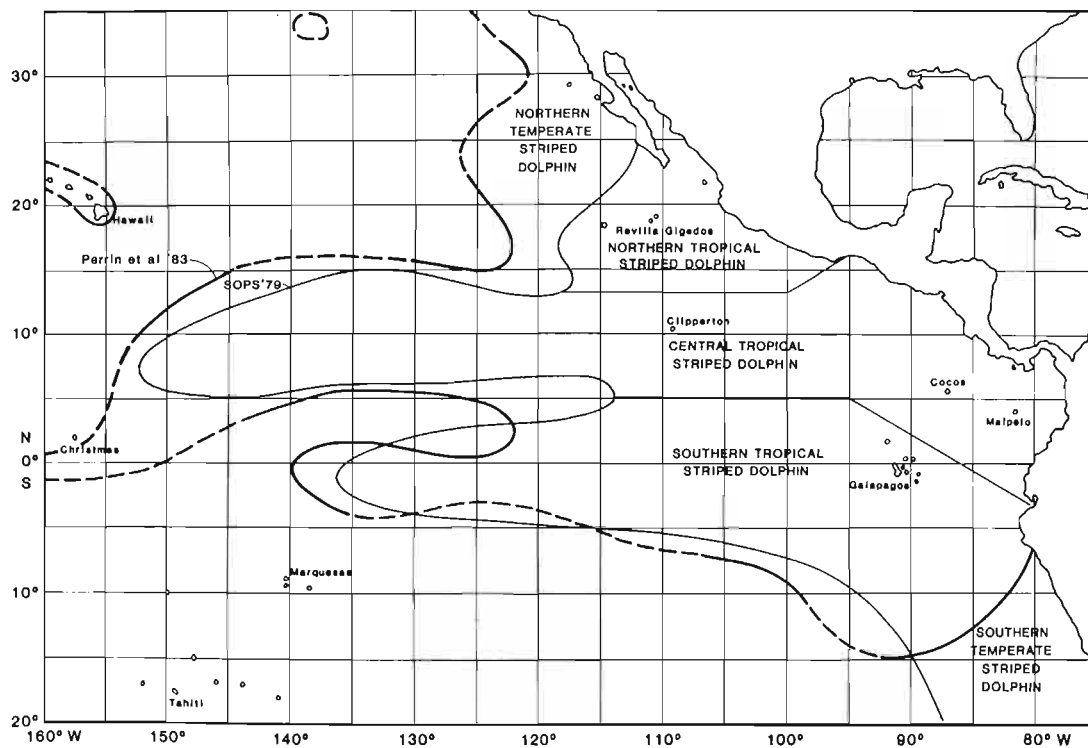 30°
20°
10°
N
0°
S
10°
20°
160° W
150°
140°
130°
120°
110°
100°
90°
80° W
NORTHERN
TEMPERATE
STRIPED
DOLPHIN
Hawaii
Revilla Gigedos
NORTHERN TROPICAL
STRIPED DOLPHIN
Perrin et al '83
SOPS'79
Clipperton
CENTRAL TROPICAL
STRIPED DOLPHIN
Cocos
Malpelo
Christmas
SOUTHERN TROPICAL
STRIPED DOLPHIN
Galapagos
Marquesas
SOUTHERN
TEMPERATE
STRIPED
DOLPHIN
Tahiti